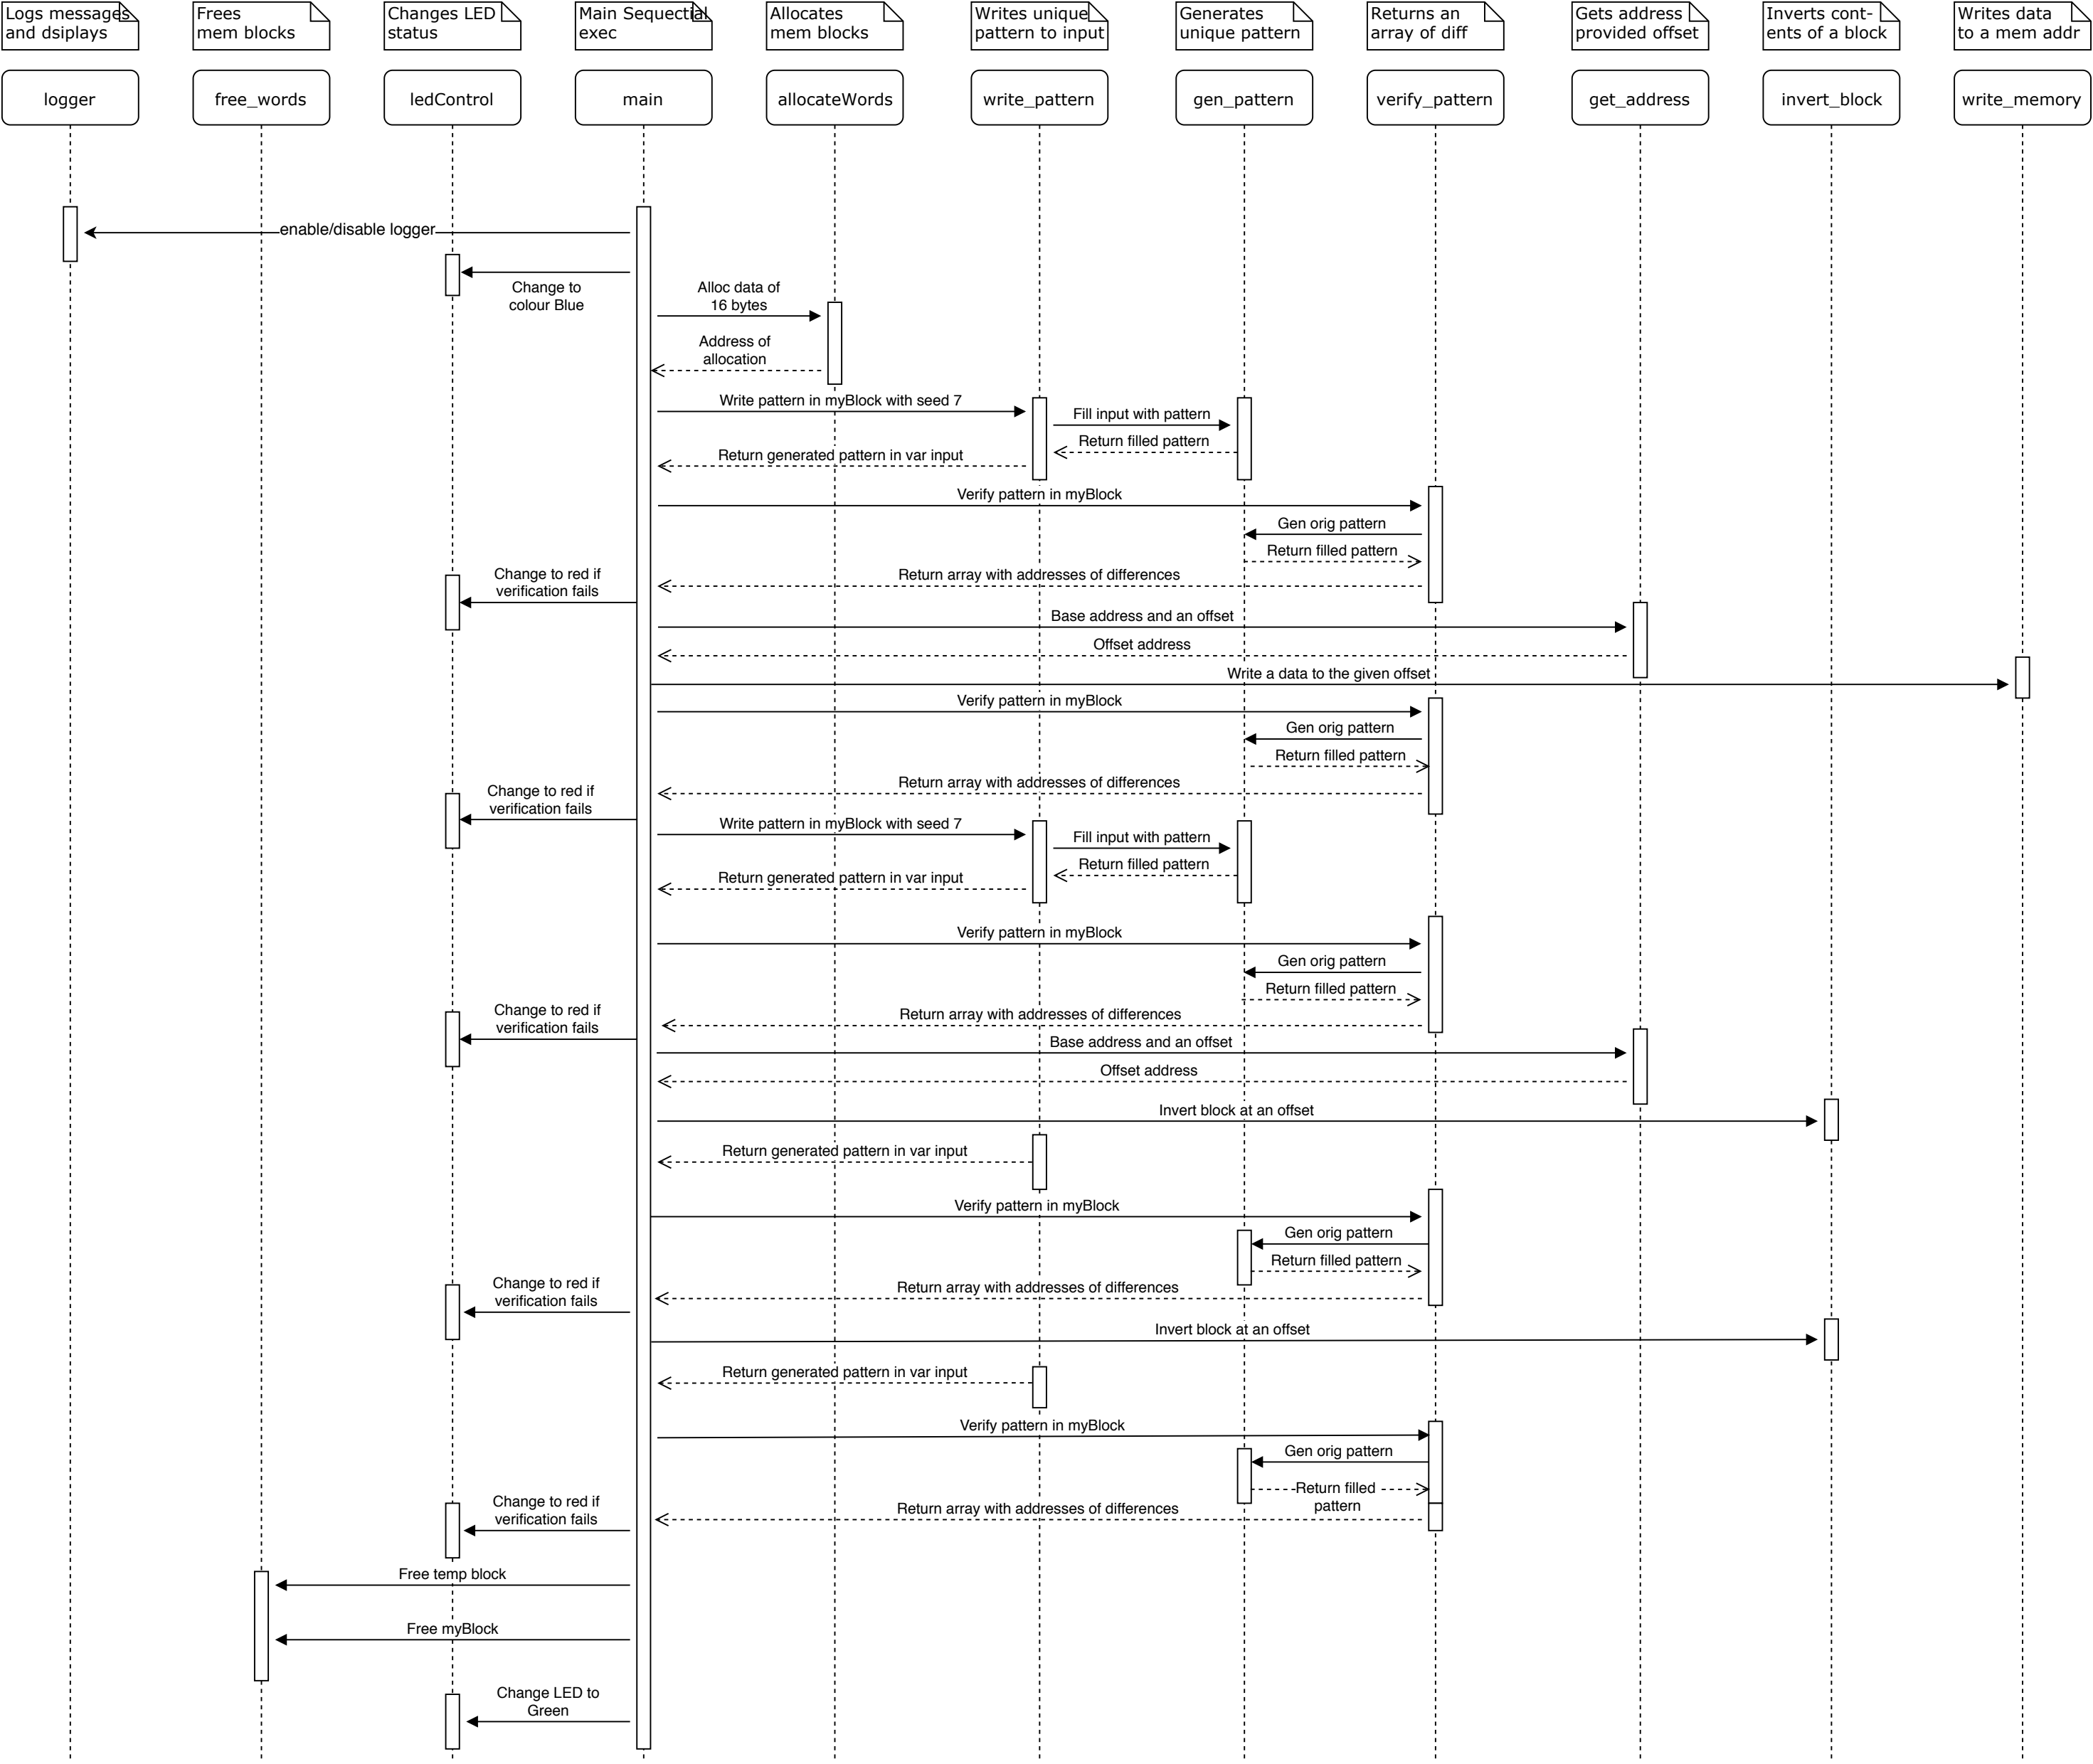 Logs messages
and dsiplays
Frees
mem blocks
Changes LED
status
Main Sequectial
exec
Allocates
mem blocks
Writes unique
pattern to input
Generates
unique pattern
Returns an
array of diff
Gets address
provided offset
Inverts cont-
ents of a block
Writes data
to a mem addr
logger
free_words
ledControl
main
allocateWords
write_pattern
gen_pattern
verify_pattern
get_address
invert_block
write_memory
enable/disable logger
Change to
colour Blue
Alloc data of
16 bytes
Address of
allocation
Write pattern in myBlock with seed 7
Fill input with pattern
Return filled pattern
Return generated pattern in var input
Verify pattern in myBlock
Gen orig pattern
Return filled pattern
Return array with addresses of differences
Change to red if
verification fails
Base address and an offset
Offset address
Write a data to the given offset
Verify pattern in myBlock
Gen orig pattern
Return filled pattern
Return array with addresses of differences
Change to red if
verification fails
Write pattern in myBlock with seed 7
Fill input with pattern
Return filled pattern
Return generated pattern in var input
Verify pattern in myBlock
Gen orig pattern
Return filled pattern
Return array with addresses of differences
Change to red if
verification fails
Base address and an offset
Offset address
Invert block at an offset
Return generated pattern in var input
Verify pattern in myBlock
Gen orig pattern
Return filled pattern
Return array with addresses of differences
Change to red if
verification fails
Invert block at an offset
Return generated pattern in var input
Verify pattern in myBlock
Gen orig pattern
Return filled
pattern
Return array with addresses of differences
Change to red if
verification fails
Free temp block
Free myBlock
Change LED to
Green